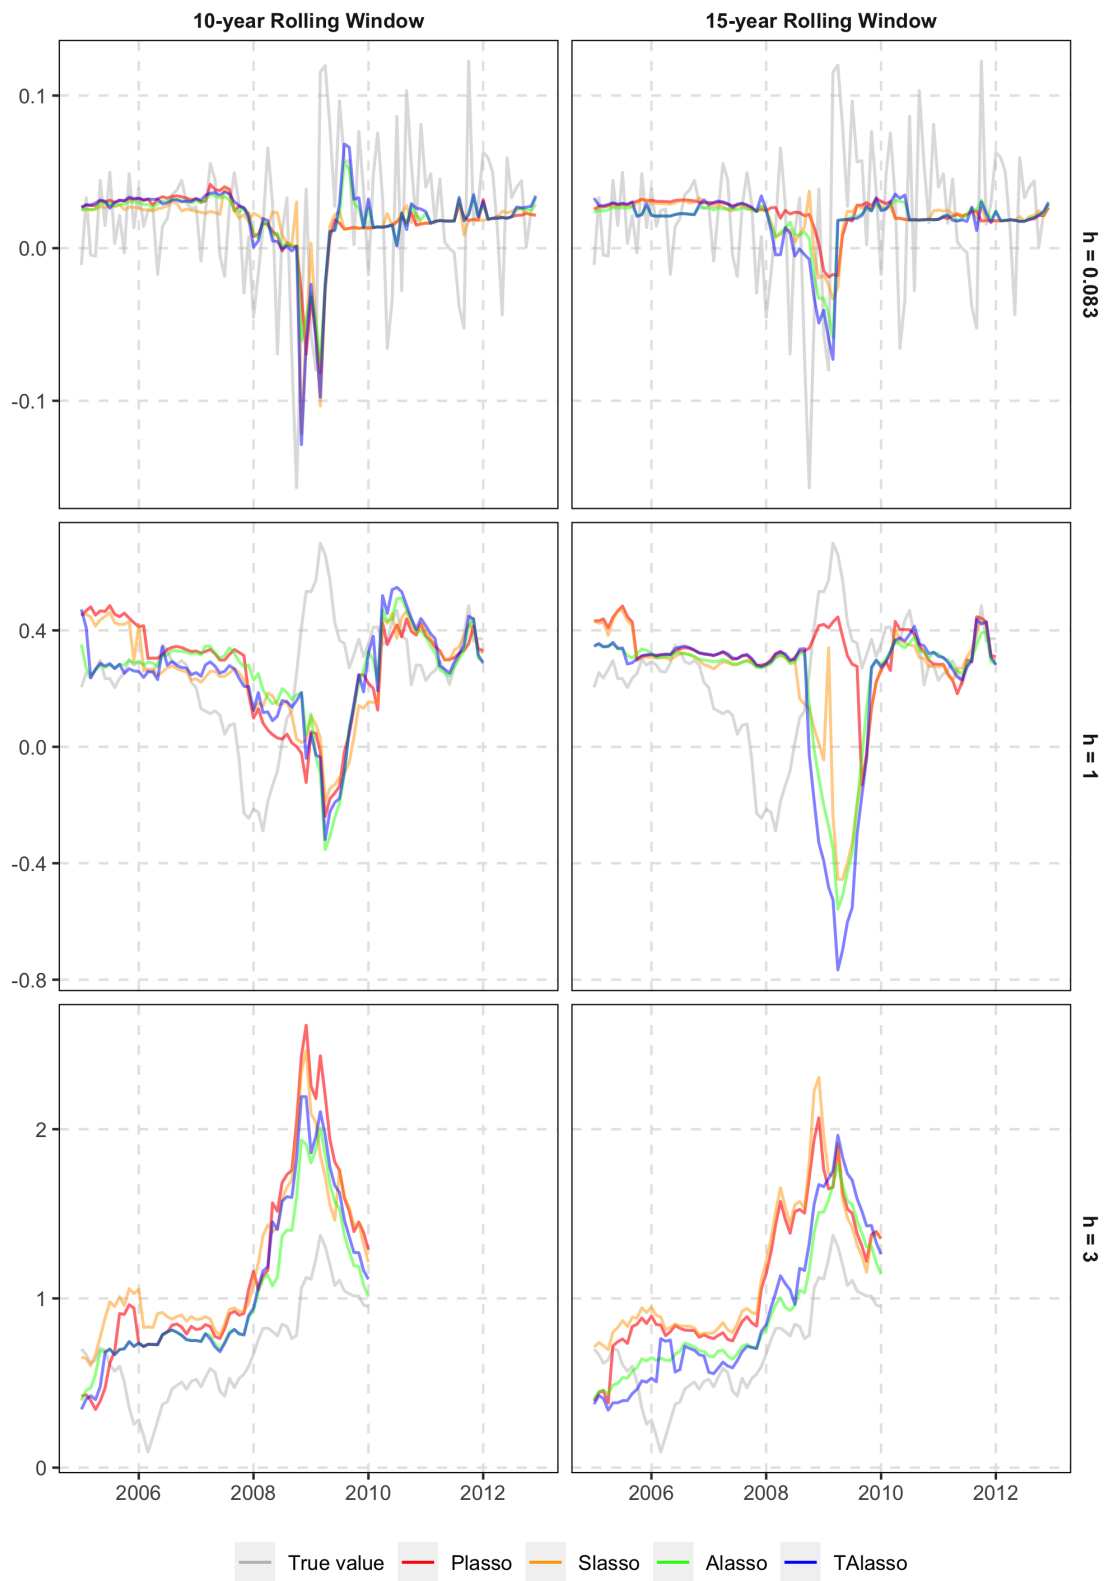 10-year Rolling Window 15-year Rolling Window
0.1
0.0
-0.1
h = 0.083
0.4
0.0
-0.4
-0.8
h = 1
2
1
0
h = 3
2006 2008 2010 2012 2006 2008 2010 2012
True value Plasso Slasso Alasso TAlasso